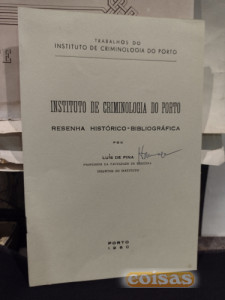 TRABALHOS DO
INSTITUTO DE CRIMINOLOGIA DO PORTO
INSTITUTO DE CRIMINOLOGIA DO PORTO
RESENHA HISTÓRICO-BIBLIOGRÁFICA
POR
LUÍS DE PINA
PORTO
1960
coisas